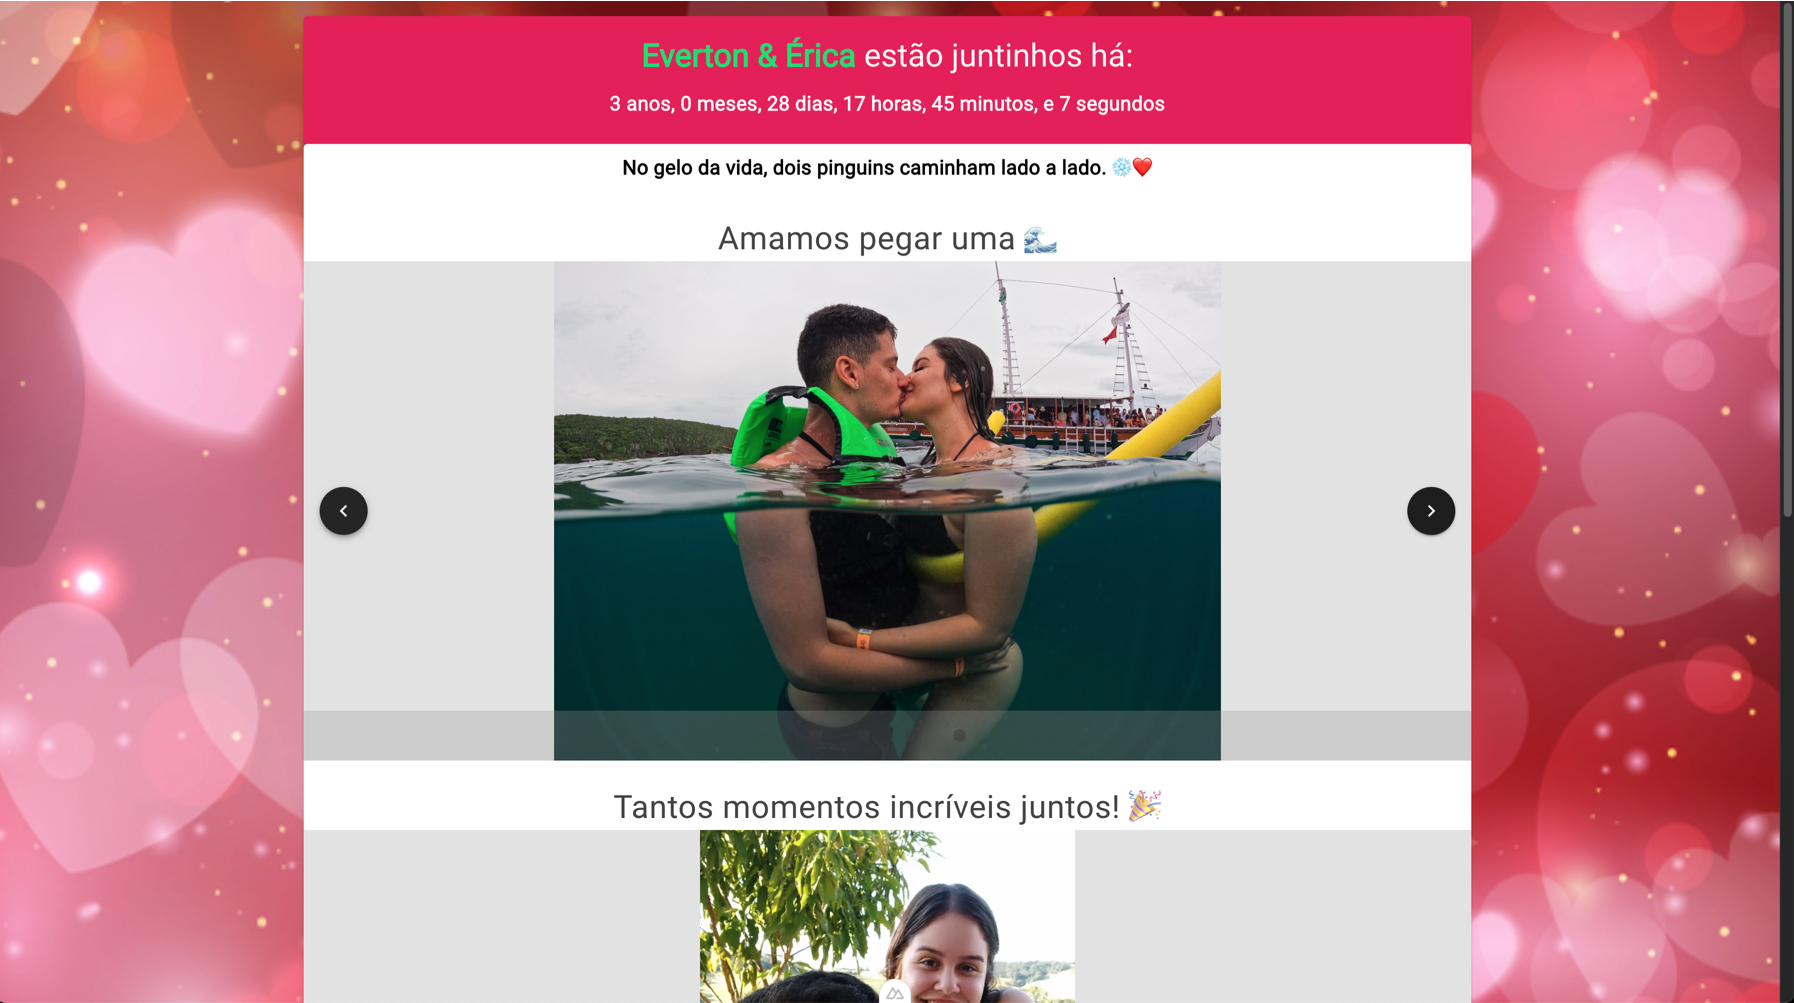 Everton & Érica estão juntinhos há:
3 anos, 0 meses, 28 dias, 17 horas, 45 minutos, e 7 segundos
No gelo da vida, dois pinguins caminham lado a lado. ❄️❤️
Amamos pegar uma 🌊
Tantos momentos incríveis juntos! 🎉